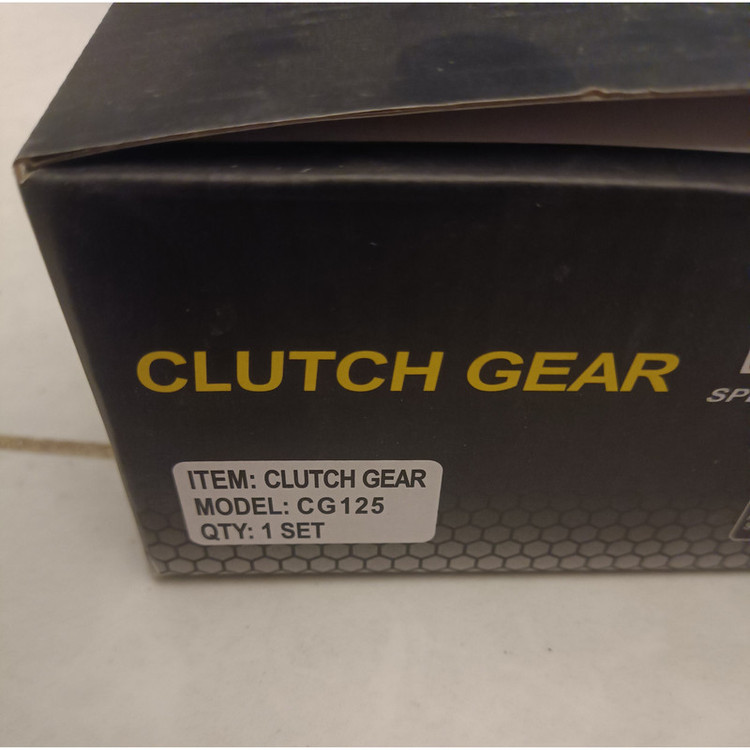 CLUTCH GEAR
ITEM: CLUTCH GEAR
MODEL: CG125
QTY: 1 SET